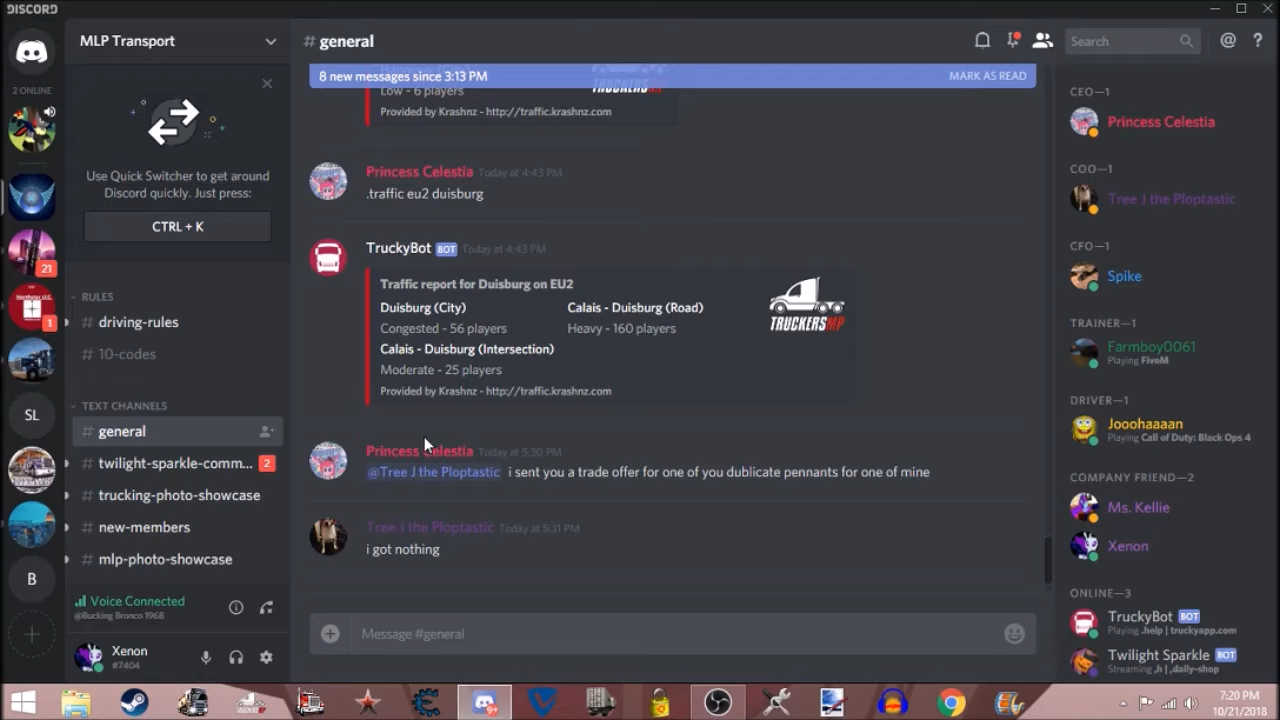 DISCORD
MLP Transport
# general
Search
8 new messages since 3:13 PM
MARK AS READ
2 ONLINE
Use Quick Switcher to get around
Discord quickly. Just press:
CTRL + K
21
1
SL
B
RULES
# driving-rules
# 10-codes
TEXT CHANNELS
# general
# twilight-sparkle-comm... 2
# trucking-photo-showcase
# new-members
# mlp-photo-showcase
Voice Connected
@Bucking Bronco 1968
Xenon
#7404
Low - 6 players
Provided by Krashnz - http://traffic.krashnz.com
Princess Celestia Today at 4:43 PM
.traffic eu2 duisburg
TruckyBot BOT Today at 4:43 PM
Traffic report for Duisburg on EU2
Duisburg (City) Calais - Duisburg (Road)
Congested - 56 players Heavy - 160 players
Calais - Duisburg (Intersection)
Moderate - 25 players
Provided by Krashnz - http://traffic.krashnz.com
TRUCKERSMP
Princess Celestia Today at 5:30 PM
@Tree J the Ploptastic i sent you a trade offer for one of you dublicate pennants for one of mine
Tree J the Ploptastic Today at 5:31 PM
i got nothing
Message #general
CEO—1
Princess Celestia
COO—1
Tree J the Ploptastic
CFO—1
Spike
TRAINER—1
Farmboy0061
Playing FiveM
DRIVER—1
Jooohaaaan
Playing Call of Duty: Black Ops 4
COMPANY FRIEND—2
Ms. Kellie
Xenon
ONLINE—3
TruckyBot BOT
Playing .help | truckyapp.com
Twilight Sparkle BOT
Streaming ,h | ,daily-shop
7:20 PM
10/21/2018